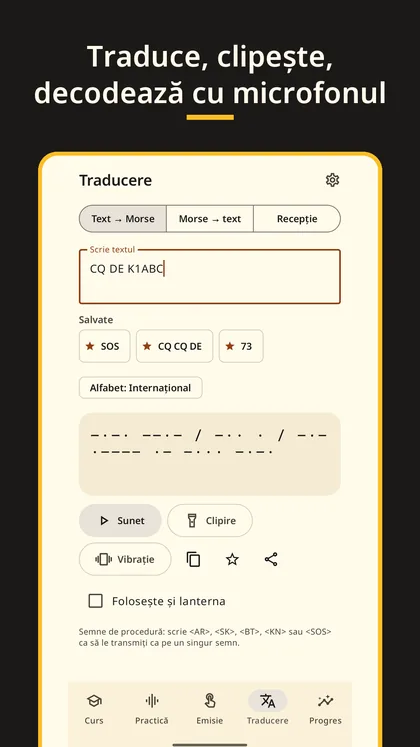 Traduce, clipește,
decodează cu microfonul
Traducere
Text → Morse
Morse → text
Recepție
Scrie textul
CQ DE K1ABC
Salvate
★ SOS
★ CQ CQ DE
★ 73
Alfabet: Internațional
−·−· −−·− / −·· · / −·−
·−−−− ·− −··· −·−·
Sunet
Clipire
Vibrație
Folosește și lanterna
Semne de procedură: scrie <AR>, <SK>, <BT>, <KN> sau <SOS>
ca să le transmiți ca pe un singur semn.
Curs
Practică
Emisie
Traducere
Progres